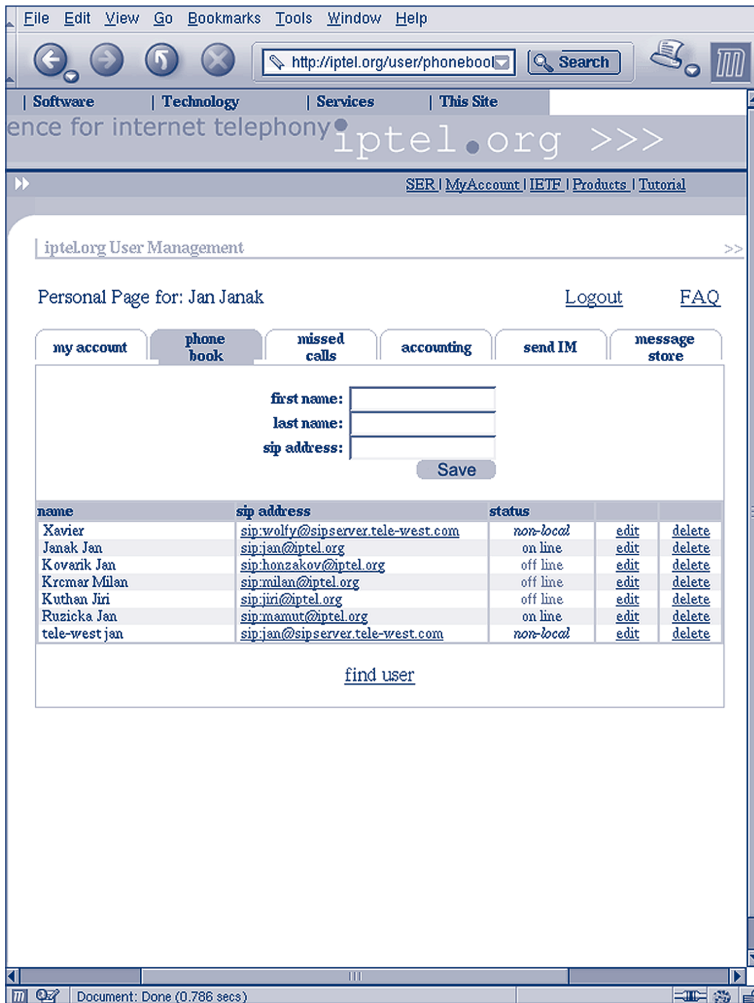 File Edit View Go Bookmarks Tools Window Help
http://iptel.org/user/phonebook Search
| Software | Technology | Services | This Site
ence for internet telephony
iptel.org >>>
SER | MyAccount | IETF | Products | Tutorial
iptel.org User Management >>
Personal Page for: Jan Janak Logout FAQ
my account phone book missed calls accounting send IM message store
first name:
last name:
sip address:
Save
name sip address status
Xavier sip:wolfy@sipserver.tele-west.com non-local edit delete
Janak Jan sip:jan@iptel.org on line edit delete
Kovarik Jan sip:honzakov@iptel.org off line edit delete
Krcmar Milan sip:milan@iptel.org off line edit delete
Kuthan Jiri sip:jiri@iptel.org off line edit delete
Ruzicka Jan sip:mamut@iptel.org on line edit delete
tele-west jan sip:jan@sipserver.tele-west.com non-local edit delete
find user
Document: Done (0.786 secs)